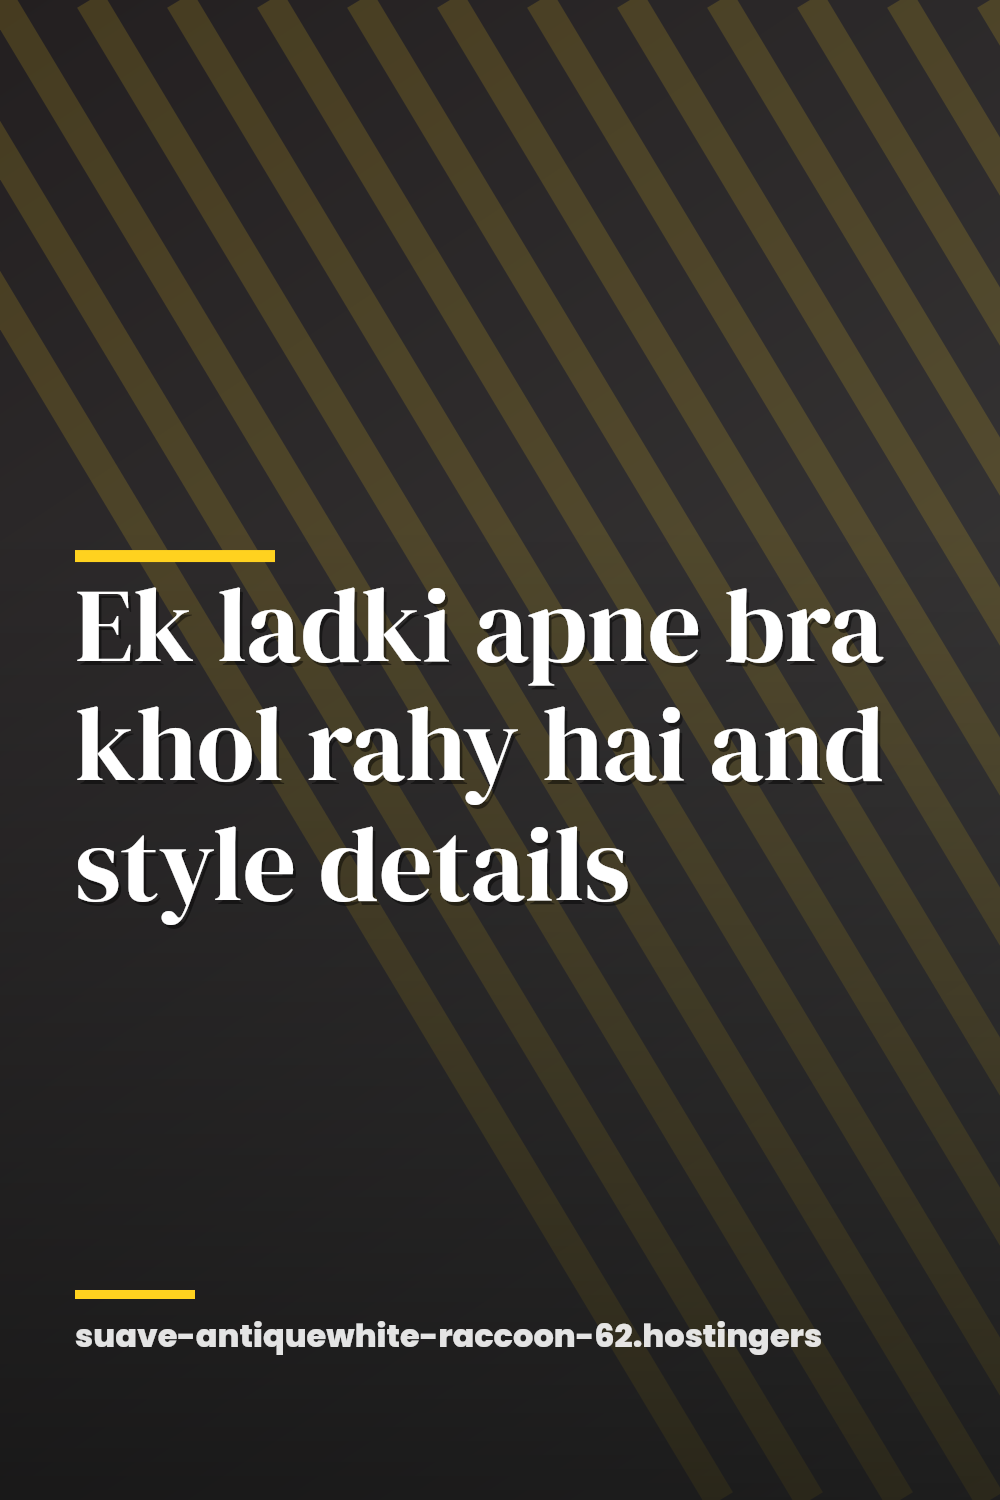 Ek ladki apne bra
khol rahy hai and
style details
suave-antiquewhite-raccoon-62.hostingers